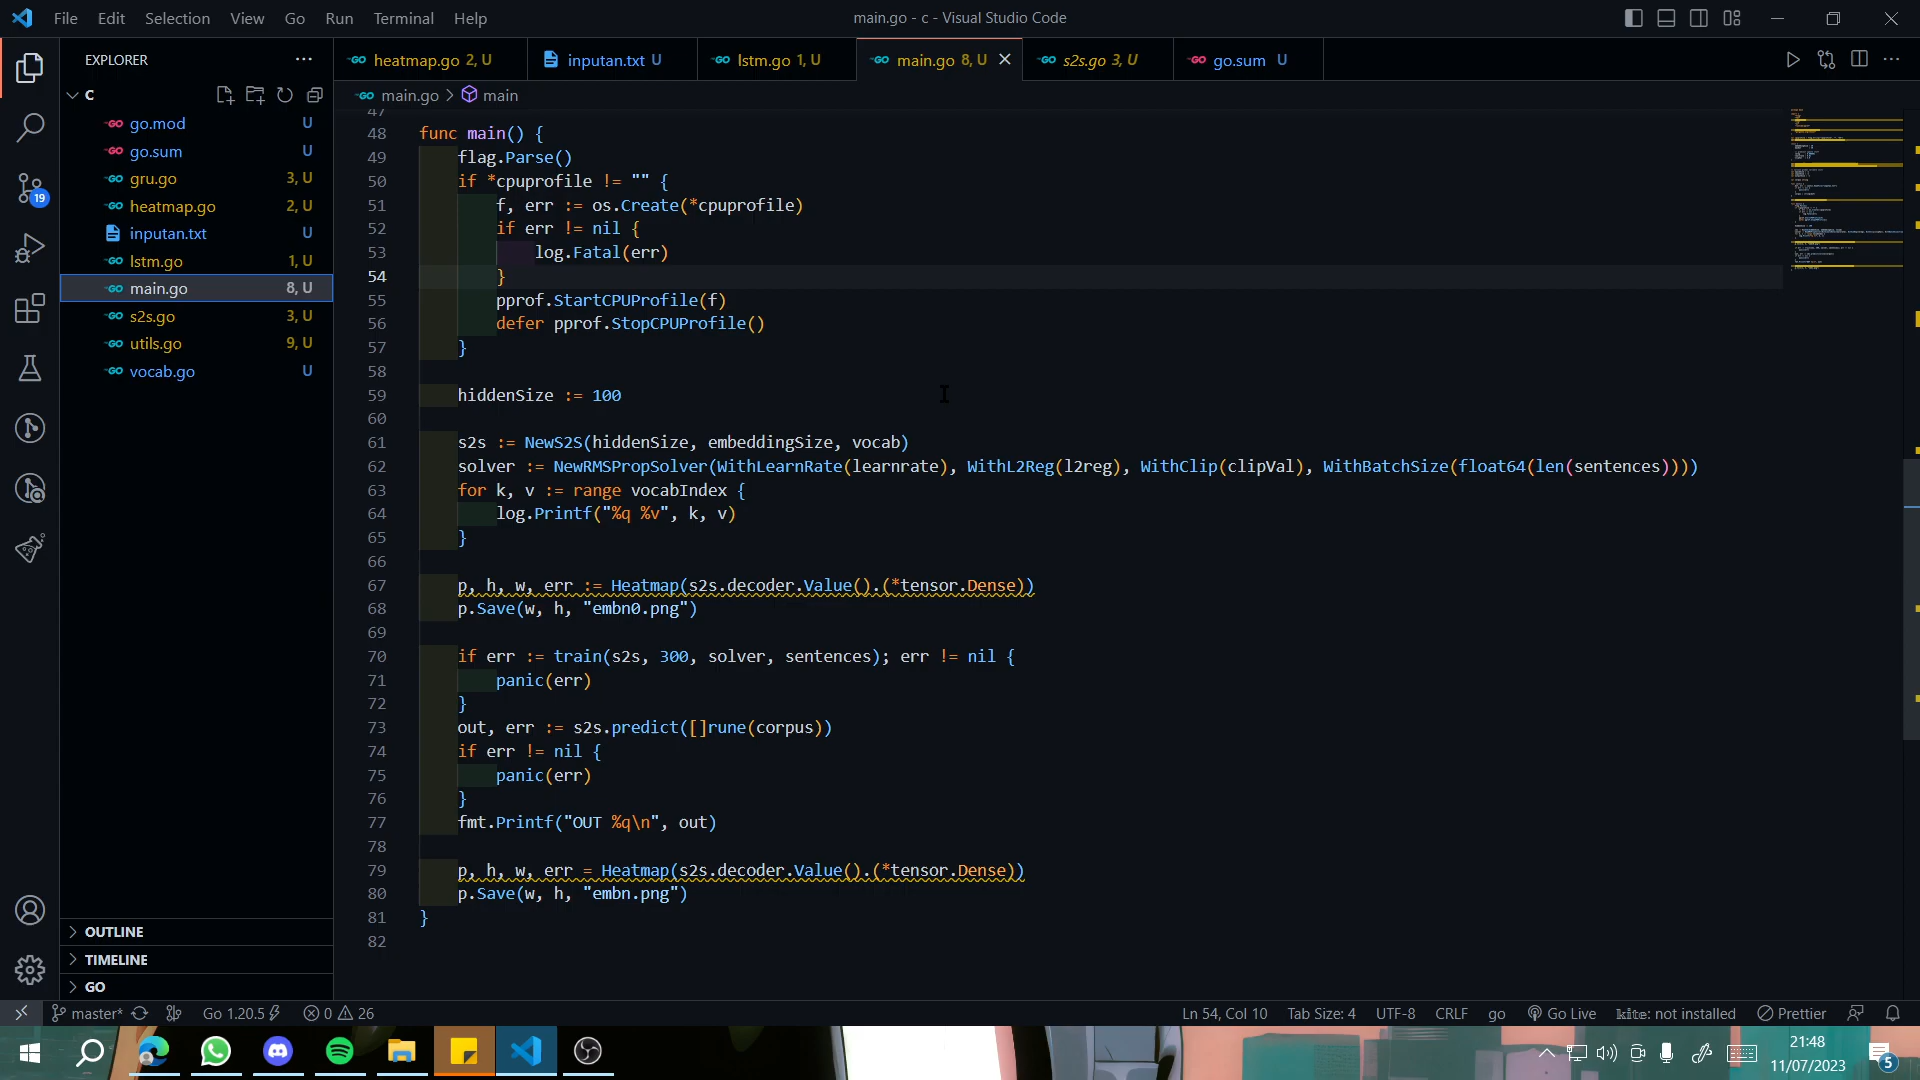 File Edit Selection View Go Run Terminal Help
main.go - c - Visual Studio Code
EXPLORER
C
go.mod U
go.sum U
gru.go 3, U
heatmap.go 2, U
inputan.txt U
lstm.go 1, U
main.go 8, U
s2s.go 3, U
utils.go 9, U
vocab.go U
OUTLINE
TIMELINE
GO
19
heatmap.go 2, U
inputan.txt U
lstm.go 1, U
main.go 8, U
s2s.go 3, U
go.sum U
main.go > main
47
48 func main() {
49 flag.Parse()
50 if *cpuprofile != "" {
51 f, err := os.Create(*cpuprofile)
52 if err != nil {
53 log.Fatal(err)
54 }
55 pprof.StartCPUProfile(f)
56 defer pprof.StopCPUProfile()
57 }
58
59 hiddenSize := 100
60
61 s2s := NewS2S(hiddenSize, embeddingSize, vocab)
62 solver := NewRMSPropSolver(WithLearnRate(learnrate), WithL2Reg(l2reg), WithClip(clipVal), WithBatchSize(float64(len(sentences))))
63 for k, v := range vocabIndex {
64 log.Printf("%q %v", k, v)
65 }
66
67 p, h, w, err := Heatmap(s2s.decoder.Value().(*tensor.Dense))
68 p.Save(w, h, "embn0.png")
69
70 if err := train(s2s, 300, solver, sentences); err != nil {
71 panic(err)
72 }
73 out, err := s2s.predict([]rune(corpus))
74 if err != nil {
75 panic(err)
76 }
77 fmt.Printf("OUT %q\n", out)
78
79 p, h, w, err = Heatmap(s2s.decoder.Value().(*tensor.Dense))
80 p.Save(w, h, "embn.png")
81 }
82
master* Go 1.20.5 0 26 Ln 54, Col 10 Tab Size: 4 UTF-8 CRLF go Go Live kite: not installed Prettier
21:48
11/07/2023
5